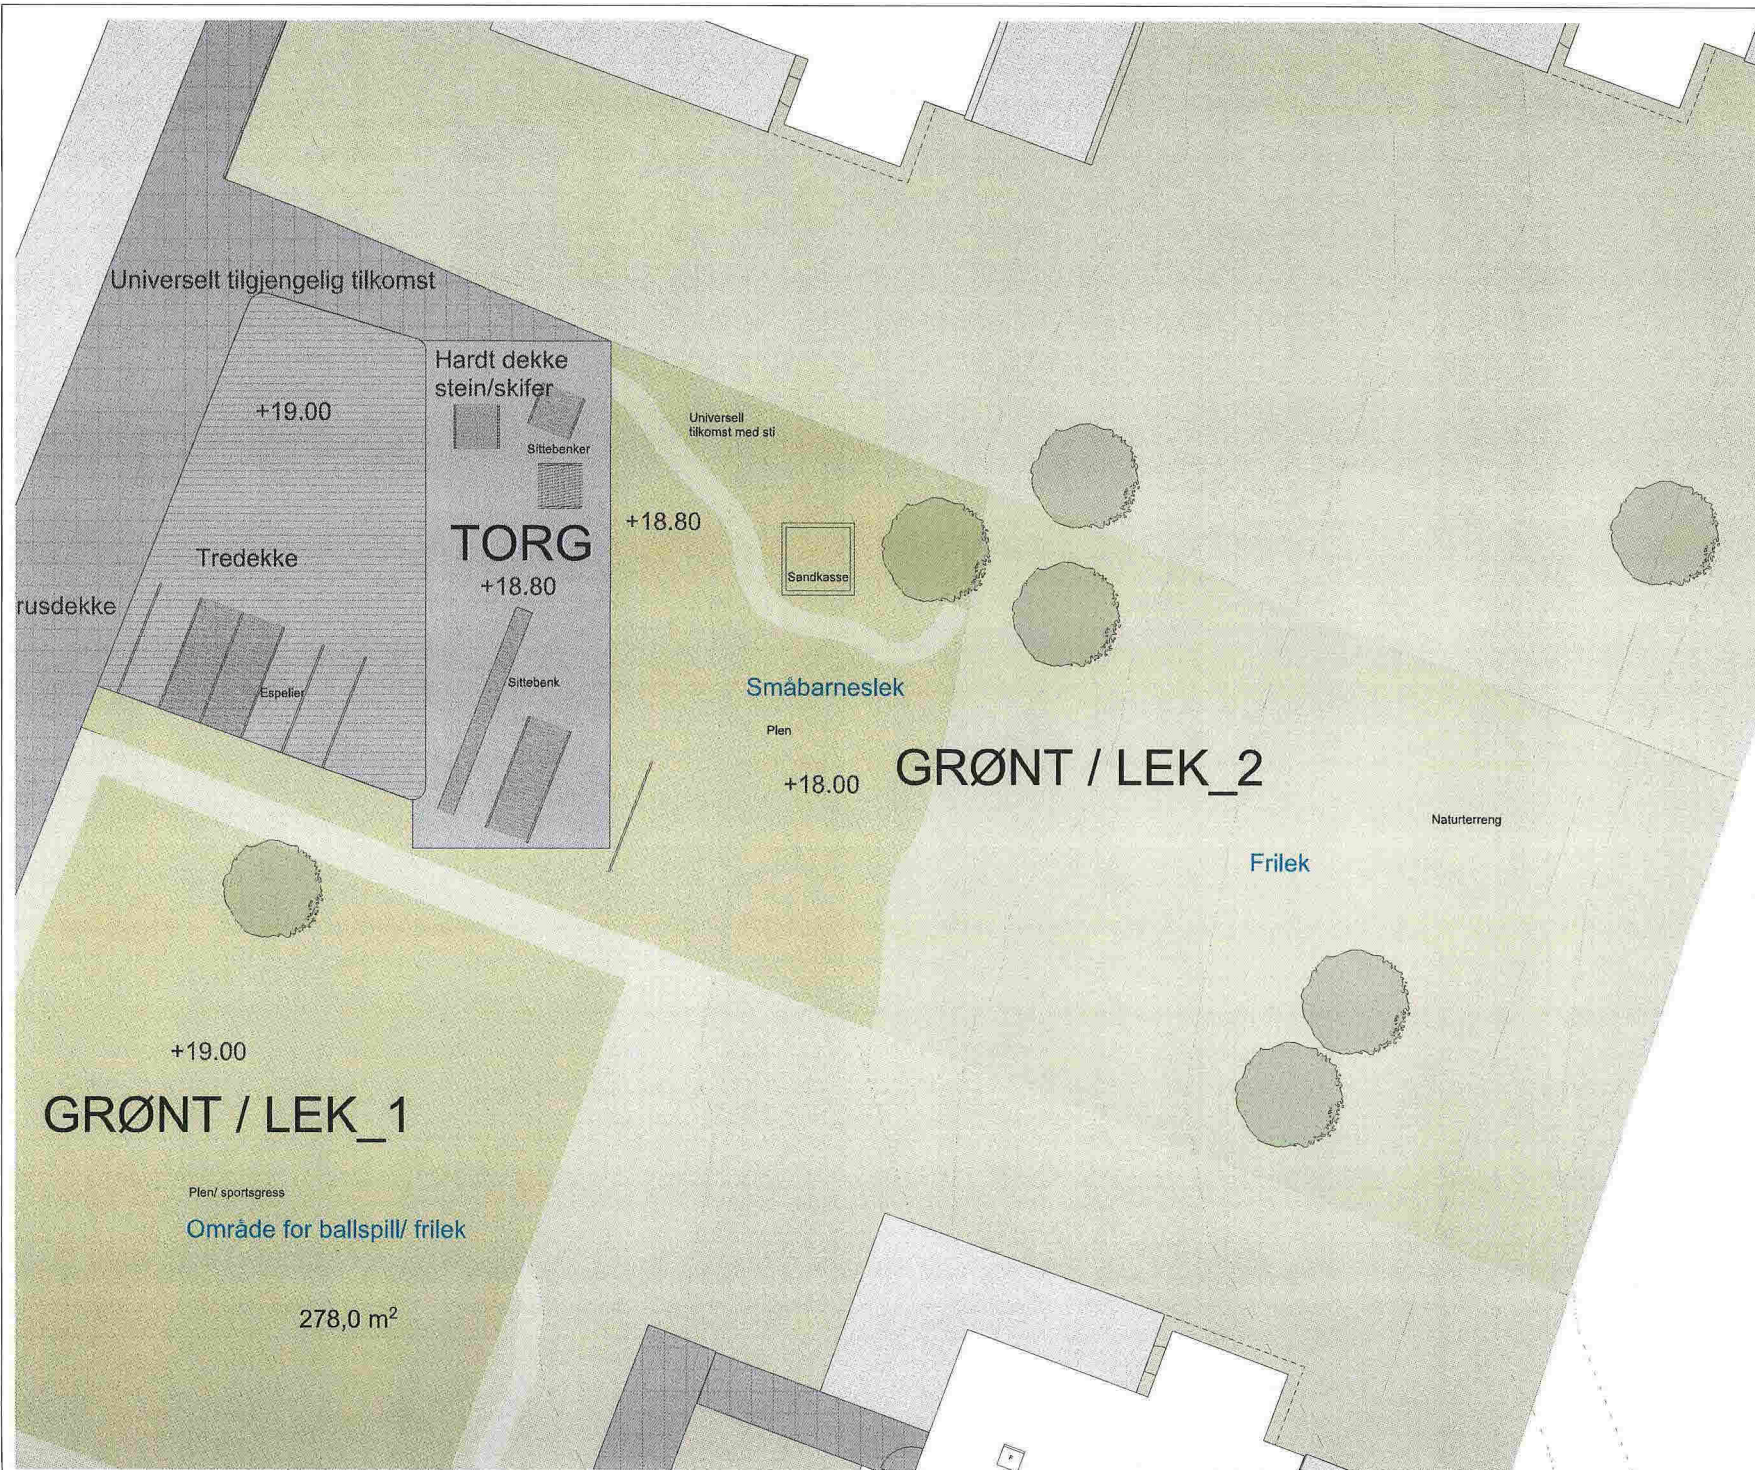 Universelt tilgjengelig tilkomst
Hardt dekke
stein/skifer
+19.00
Universell
tilkomst med sti
Sittebenker
+18.80
TORG
Tredekke
Sandkasse
+18.80
rusdekke
Sittebenk
Espelier
Småbarneslek
Plen
GRØNT / LEK_2
+18.00
Naturterreng
Frilek
+19.00
GRØNT / LEK_1
Plen/ sportsgress
Område for ballspill/ frilek
278,0 m²